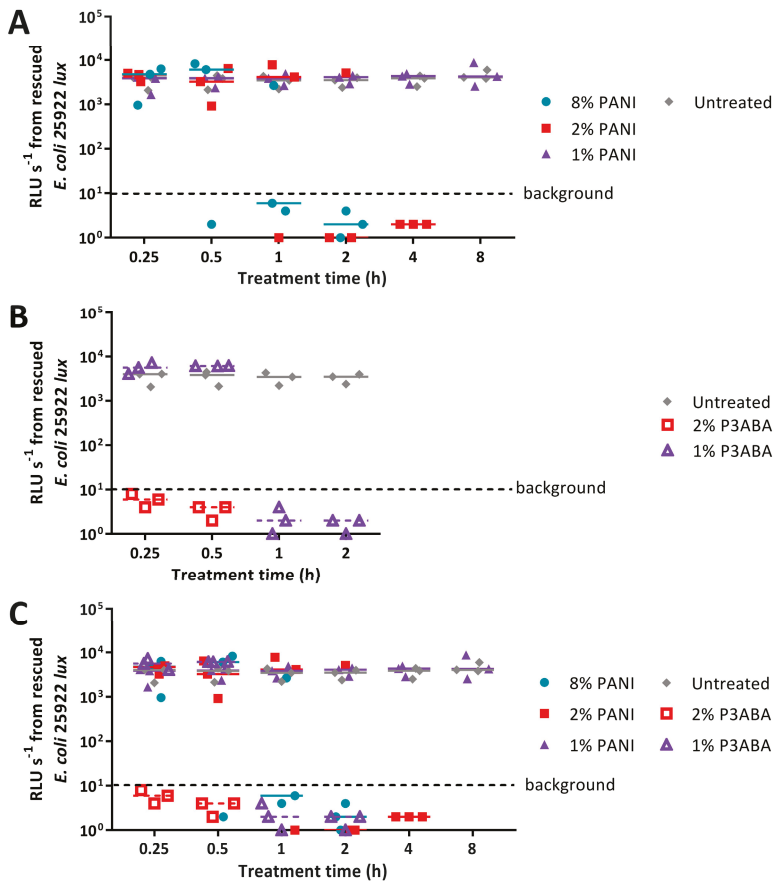 A
10⁵
10⁴
10³
10²
10¹
10⁰
RLU s⁻¹ from rescued
E. coli 25922 lux
background
0.25 0.5 1 2 4 8
Treatment time (h)
8% PANI
Untreated
2% PANI
1% PANI
B
10⁵
10⁴
10³
10²
10¹
10⁰
RLU s⁻¹ from rescued
E. coli 25922 lux
background
0.25 0.5 1 2
Treatment time (h)
Untreated
2% P3ABA
1% P3ABA
C
10⁵
10⁴
10³
10²
10¹
10⁰
RLU s⁻¹ from rescued
E. coli 25922 lux
background
0.25 0.5 1 2 4 8
Treatment time (h)
8% PANI
Untreated
2% PANI
2% P3ABA
1% PANI
1% P3ABA